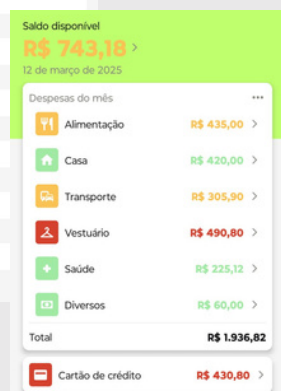 Saldo disponível
R$ 743,18 >
12 de março de 2025
Despesas do mês ...
Alimentação R$ 435,00 >
Casa R$ 420,00 >
Transporte R$ 305,90 >
Vestuário R$ 490,80 >
Saúde R$ 225,12 >
Diversos R$ 60,00 >
Total R$ 1.936,82
Cartão de crédito R$ 430,80 >